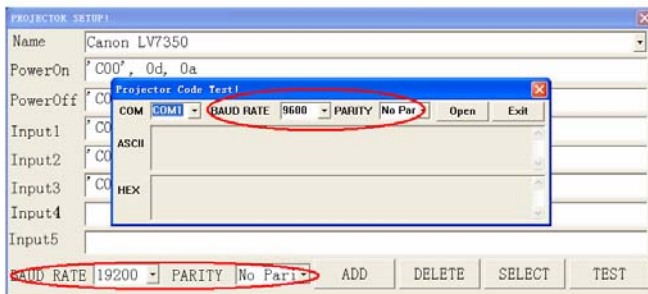 PROJECTOR SETUP!
Name Canon LV7350
PowerOn 'C00', 0d, 0a
PowerOff 'C0
Projector Code Test!
COM COM1 BAUD RATE 9600 PARITY No Par Open Exit
Input1 'C0
ASCII
Input2 'C0
Input3 'C0
HEX
Input4
Input5
BAUD RATE 19200 PARITY No Pari ADD DELETE SELECT TEST